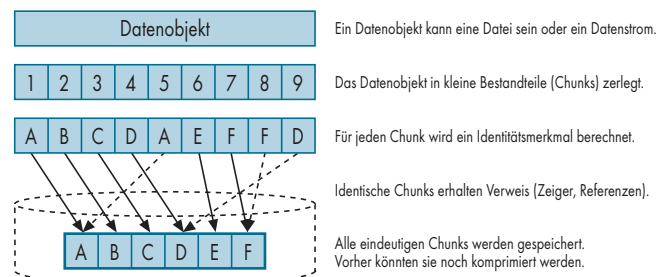 Datenobjekt
Ein Datenobjekt kann eine Datei sein oder ein Datenstrom.
1 2 3 4 5 6 7 8 9
Das Datenobjekt in kleine Bestandteile (Chunks) zerlegt.
A B C D A E F F D
Für jeden Chunk wird ein Identitätsmerkmal berechnet.
Identische Chunks erhalten Verweis (Zeiger, Referenzen).
A B C D E F
Alle eindeutigen Chunks werden gespeichert.
Vorher könnten sie noch komprimiert werden.